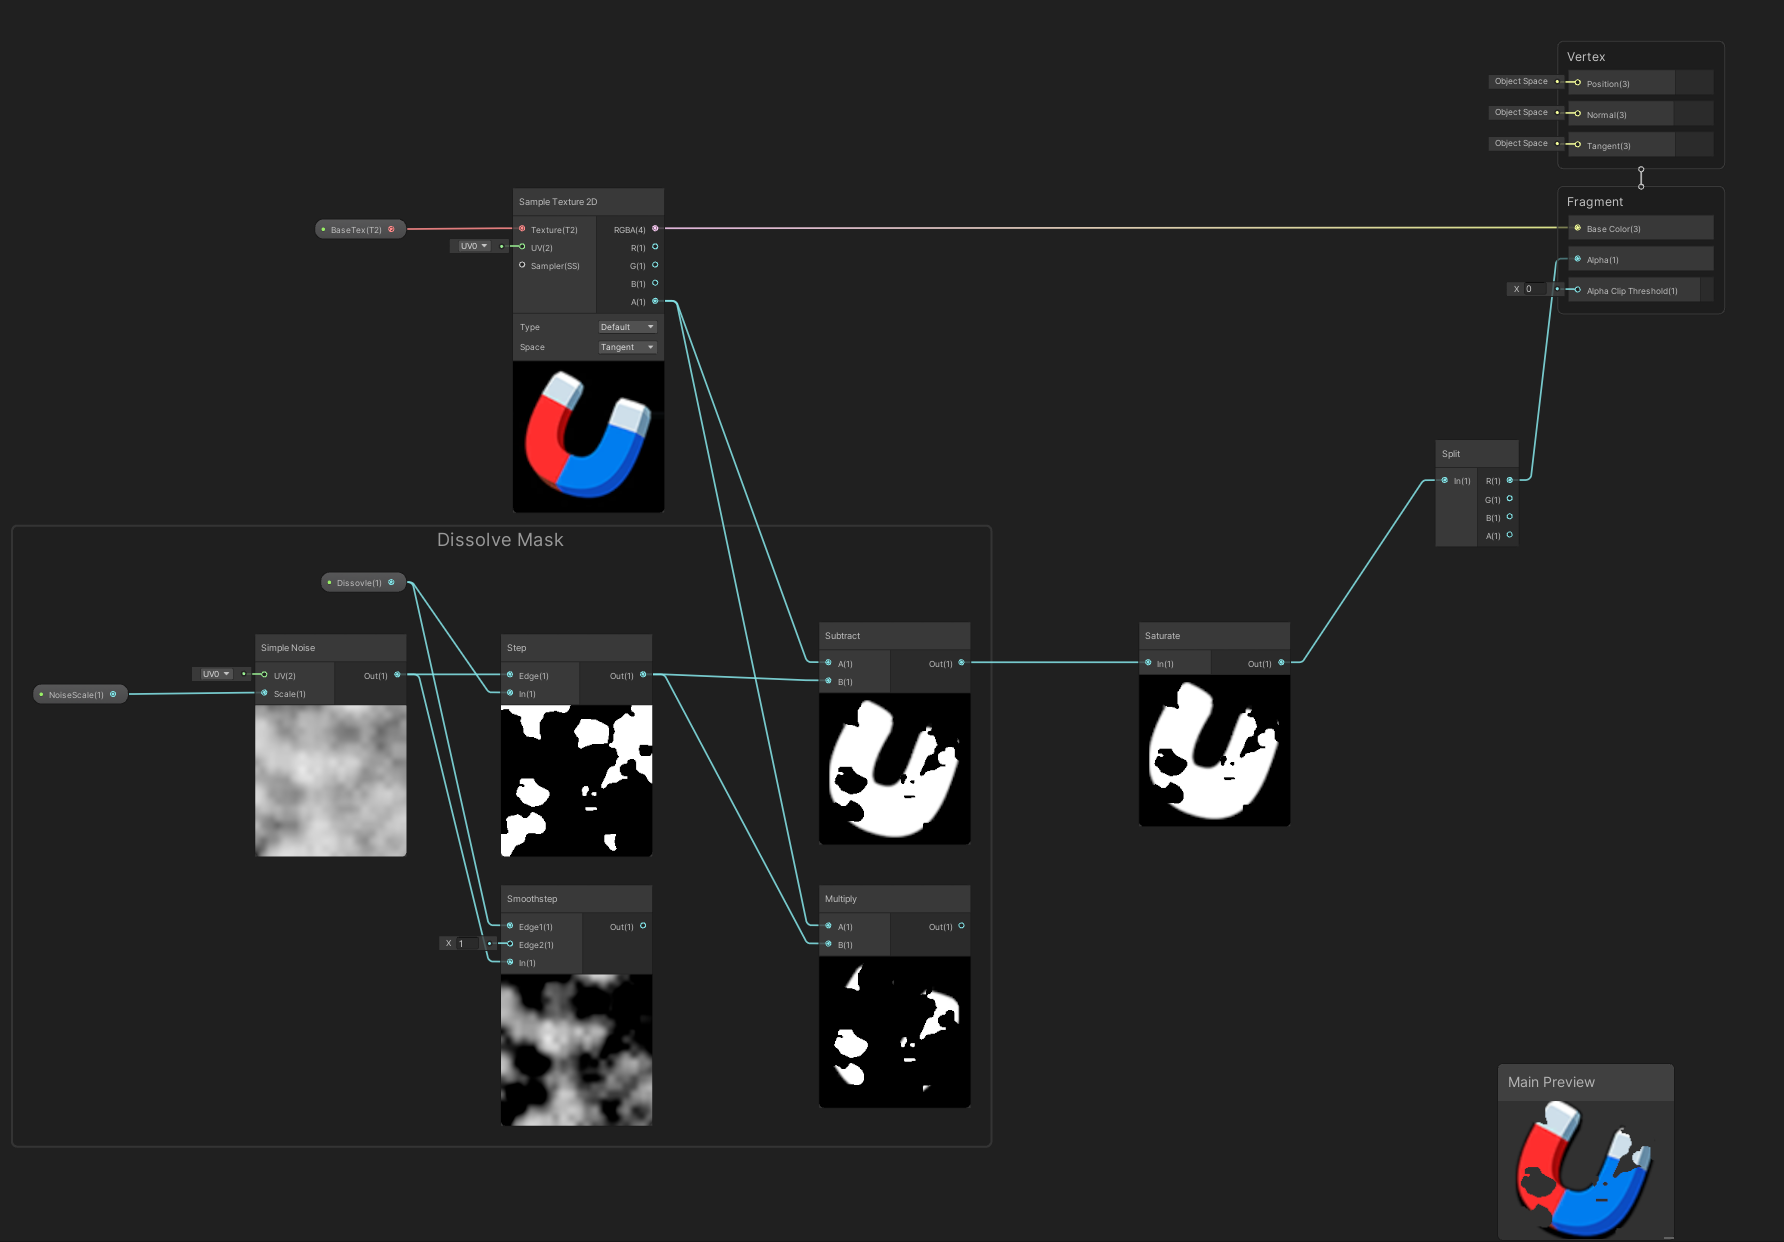 Vertex
Object Space
Position(3)
Object Space
Normal(3)
Object Space
Tangent(3)
Fragment
Base Color(3)
Alpha(1)
X 0
Alpha Clip Threshold(1)
Sample Texture 2D
BaseTex(T2)
Texture(T2)
RGBA(4)
UV0
UV(2)
R(1)
Sampler(SS)
G(1)
B(1)
A(1)
Type
Default
Space
Tangent
Split
In(1)
R(1)
G(1)
B(1)
A(1)
Dissolve Mask
Dissovle(1)
Simple Noise
UV0
UV(2)
Out(1)
NoiseScale(1)
Scale(1)
Step
Edge(1)
Out(1)
In(1)
Subtract
A(1)
Out(1)
B(1)
Saturate
In(1)
Out(1)
Smoothstep
Edge1(1)
Out(1)
X 1
Edge2(1)
In(1)
Multiply
A(1)
Out(1)
B(1)
Main Preview